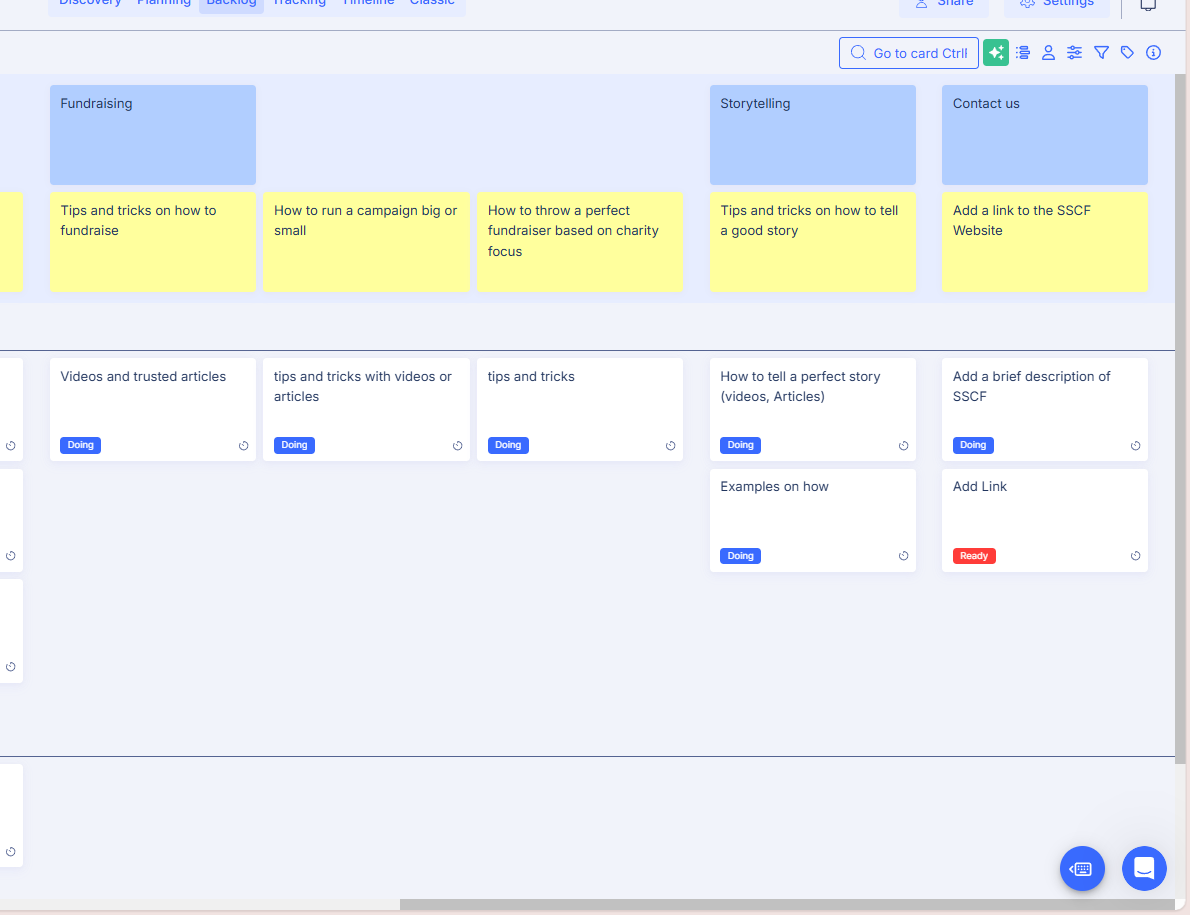 Discovery Planning Backlog Tracking Timeline Classic Share Settings
Go to card Ctrl
Fundraising
Storytelling
Contact us
Tips and tricks on how to
fundraise
How to run a campaign big or
small
How to throw a perfect
fundraiser based on charity
focus
Tips and tricks on how to tell
a good story
Add a link to the SSCF
Website
Videos and trusted articles
Doing
tips and tricks with videos or
articles
Doing
tips and tricks
Doing
How to tell a perfect story
(videos, Articles)
Doing
Add a brief description of
SSCF
Doing
Examples on how
Doing
Add Link
Ready